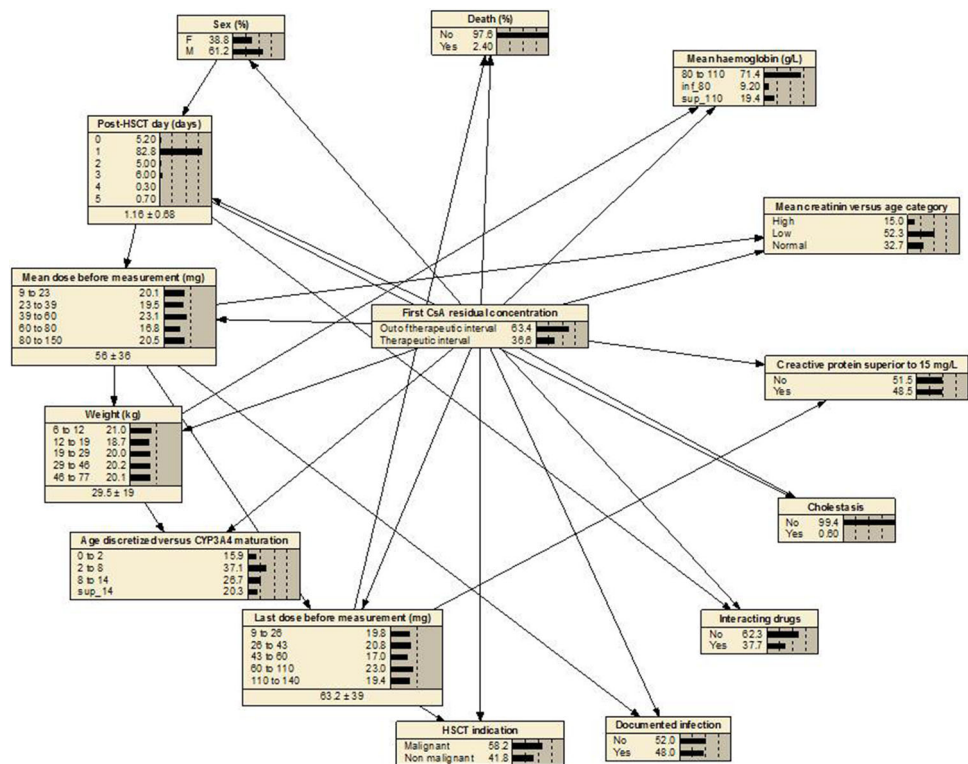 Sex (%)
F 38.8
M 61.2
Death (%)
No 97.6
Yes 2.40
Mean haemoglobin (g/L)
80 to 110 71.4
inf_80 9.20
sup_110 19.4
Post-HSCT day (days)
0 5.20
1 82.8
2 5.00
3 6.00
4 0.30
5 0.70
1.16 ± 0.68
Mean creatinin versus age category
High 15.0
Low 52.3
Normal 32.7
Mean dose before measurement (mg)
9 to 23 20.1
23 to 39 19.5
39 to 60 23.1
60 to 80 16.8
80 to 150 20.5
56 ± 36
First CsA residual concentration
Out of therapeutic interval 63.4
Therapeutic interval 36.6
C reactive protein superior to 15 mg/L
No 51.5
Yes 48.5
Weight (kg)
6 to 12 21.0
12 to 19 18.7
19 to 29 20.0
29 to 46 20.2
46 to 77 20.1
29.5 ± 19
Cholestasis
No 99.4
Yes 0.60
Age discretized versus CYP3A4 maturation
0 to 2 15.9
2 to 8 37.1
8 to 14 26.7
sup_14 20.3
Last dose before measurement (mg)
9 to 26 19.8
26 to 43 20.8
43 to 60 17.0
60 to 110 23.0
110 to 140 19.4
63.2 ± 39
Interacting drugs
No 62.3
Yes 37.7
HSCT indication
Malignant 58.2
Non malignant 41.8
Documented infection
No 52.0
Yes 48.0